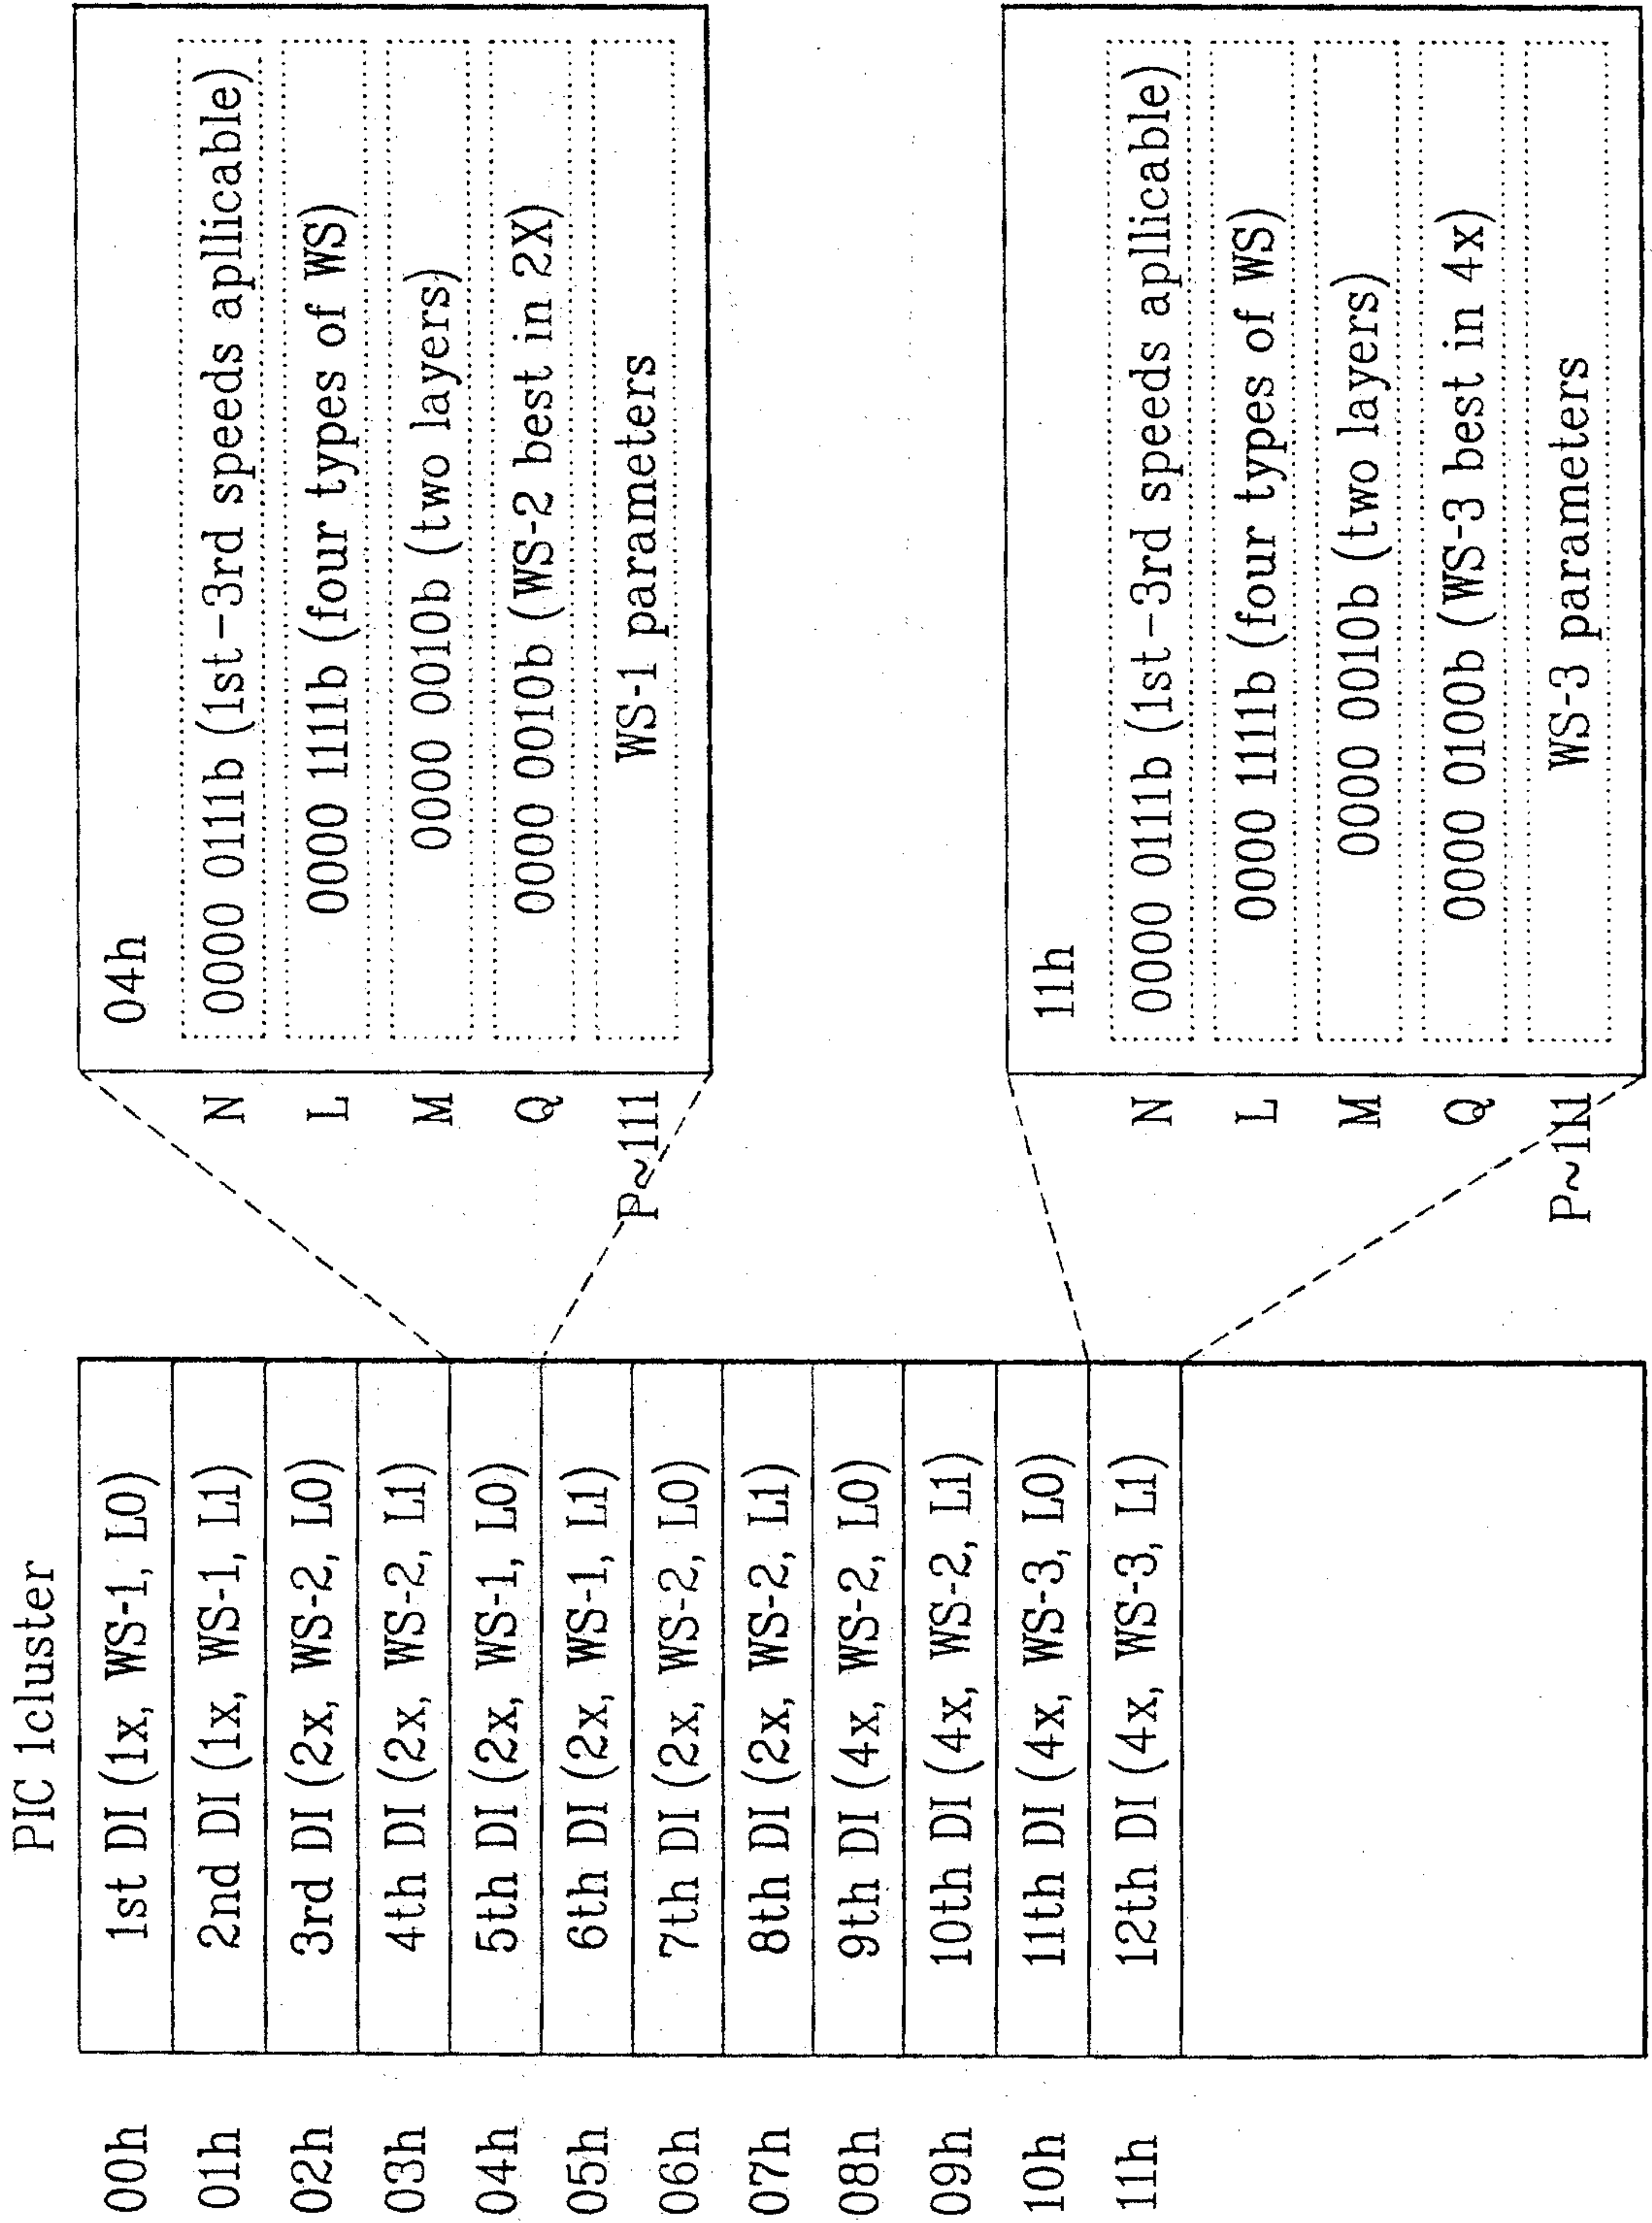 PIC 1cluster
00h 1st DI (1x, WS-1, L0)
01h 2nd DI (1x, WS-1, L1)
02h 3rd DI (2x, WS-2, L0)
03h 4th DI (2x, WS-2, L1)
04h 5th DI (2x, WS-1, L0)
05h 6th DI (2x, WS-1, L1)
06h 7th DI (2x, WS-2, L0)
07h 8th DI (2x, WS-2, L1)
08h 9th DI (4x, WS-2, L0)
09h 10th DI (4x, WS-2, L1)
10h 11th DI (4x, WS-3, L0)
11h 12th DI (4x, WS-3, L1)
04h
N 0000 0111b (1st-3rd speeds apllicable)
L 0000 1111b (four types of WS)
M 0000 0010b (two layers)
Q 0000 0010b (WS-2 best in 2X)
P~111 WS-1 parameters
11h
N 0000 0111b (1st-3rd speeds apllicable)
L 0000 1111b (four types of WS)
M 0000 0010b (two layers)
Q 0000 0100b (WS-3 best in 4x)
P~111 WS-3 parameters